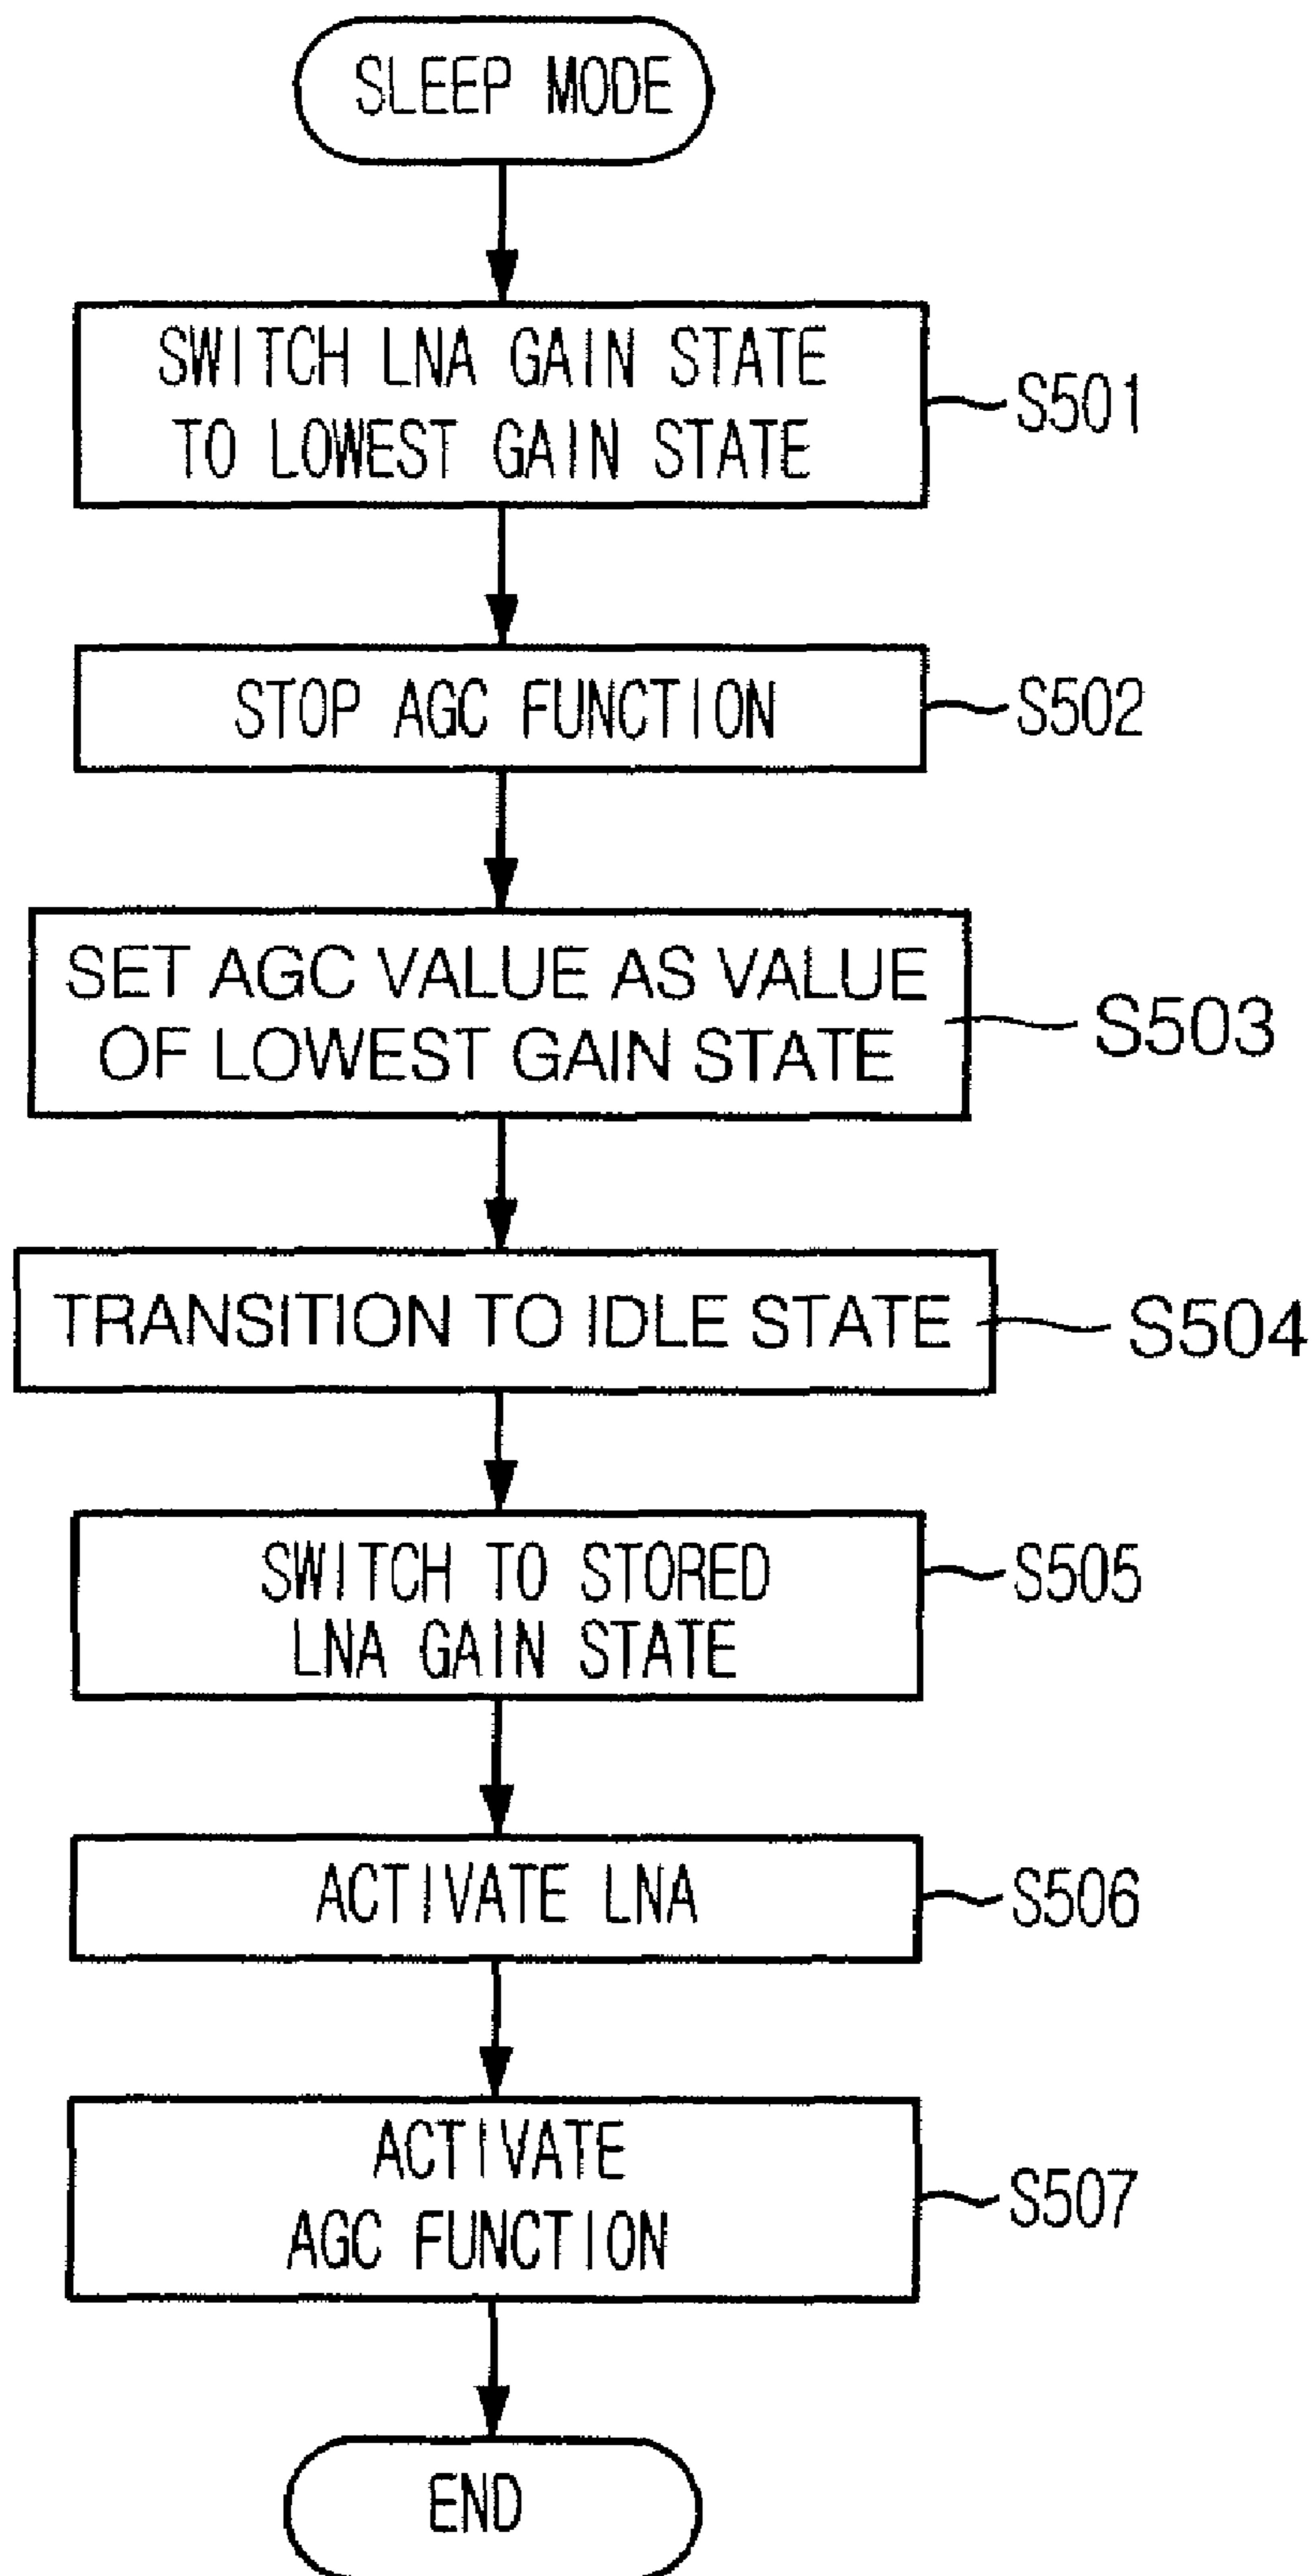 SLEEP MODE
SWITCH LNA GAIN STATE
TO LOWEST GAIN STATE
S501
STOP AGC FUNCTION
S502
SET AGC VALUE AS VALUE
OF LOWEST GAIN STATE
S503
TRANSITION TO IDLE STATE
S504
SWITCH TO STORED
LNA GAIN STATE
S505
ACTIVATE LNA
S506
ACTIVATE
AGC FUNCTION
S507
END